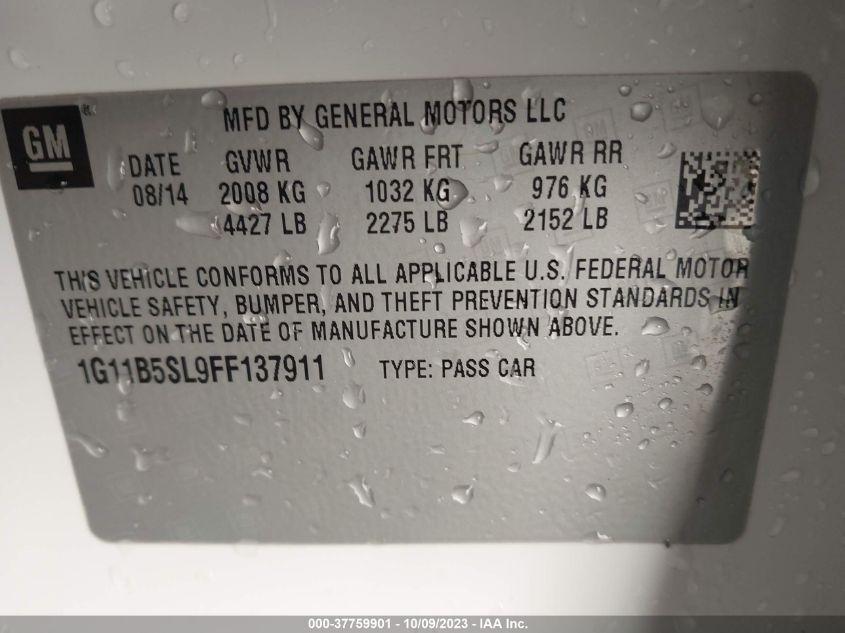 GM
MFD BY GENERAL MOTORS LLC
DATE GVWR GAWR FRT GAWR RR
08/14 2008 KG 1032 KG 976 KG
4427 LB 2275 LB 2152 LB
THIS VEHICLE CONFORMS TO ALL APPLICABLE U.S. FEDERAL MOTOR
VEHICLE SAFETY, BUMPER, AND THEFT PREVENTION STANDARDS IN
EFFECT ON THE DATE OF MANUFACTURE SHOWN ABOVE.
1G11B5SL9FF137911 TYPE: PASS CAR
000-37759901 - 10/09/2023 - IAA Inc.